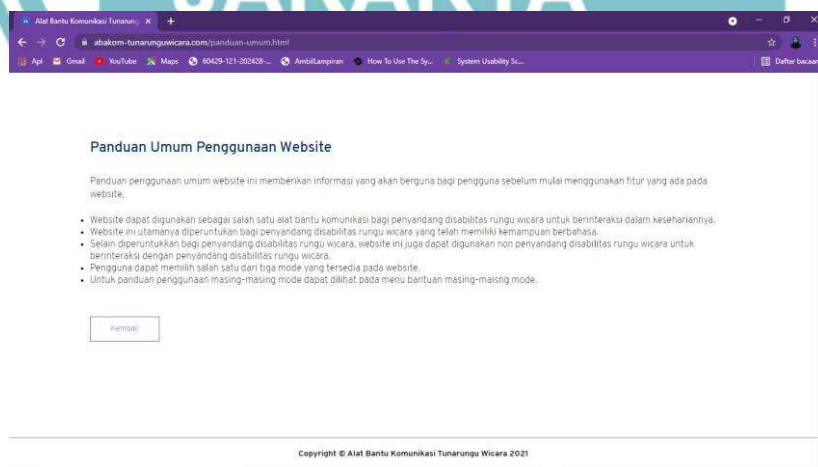 JAKARTA
Alat Bantu Komunikasi Tunarung
abakom-tunarunguwicara.com/panduan-umum.html
Apl Gmail YouTube Maps 60429-121-202428-... AmbilLampiran How To Use The Sy... System Usability Sc... Daftar bacaan
Panduan Umum Penggunaan Website
Panduan penggunaan umum website ini memberikan informasi yang akan berguna bagi pengguna sebelum mulai menggunakan fitur yang ada pada
website.
• Website dapat digunakan sebagai salah satu alat bantu komunikasi bagi penyandang disabilitas rungu wicara untuk berinteraksi dalam kesehariannya.
• Website ini utamanya diperuntukan bagi penyandang disabilitas rungu wicara yang telah memiliki kemampuan berbahasa.
• Selain diperuntukkan bagi penyandang disabilitas rungu wicara, website ini juga dapat digunakan non penyandang disabilitas rungu wicara untuk
berinteraksi dengan penyandang disabilitas rungu wicara.
• Pengguna dapat memilih salah satu dari tiga mode yang tersedia pada website.
• Untuk panduan penggunaan masing-masing mode dapat dilihat pada menu bantuan masing-maisng mode.
Kembali
Copyright © Alat Bantu Komunikasi Tunarungu Wicara 2021